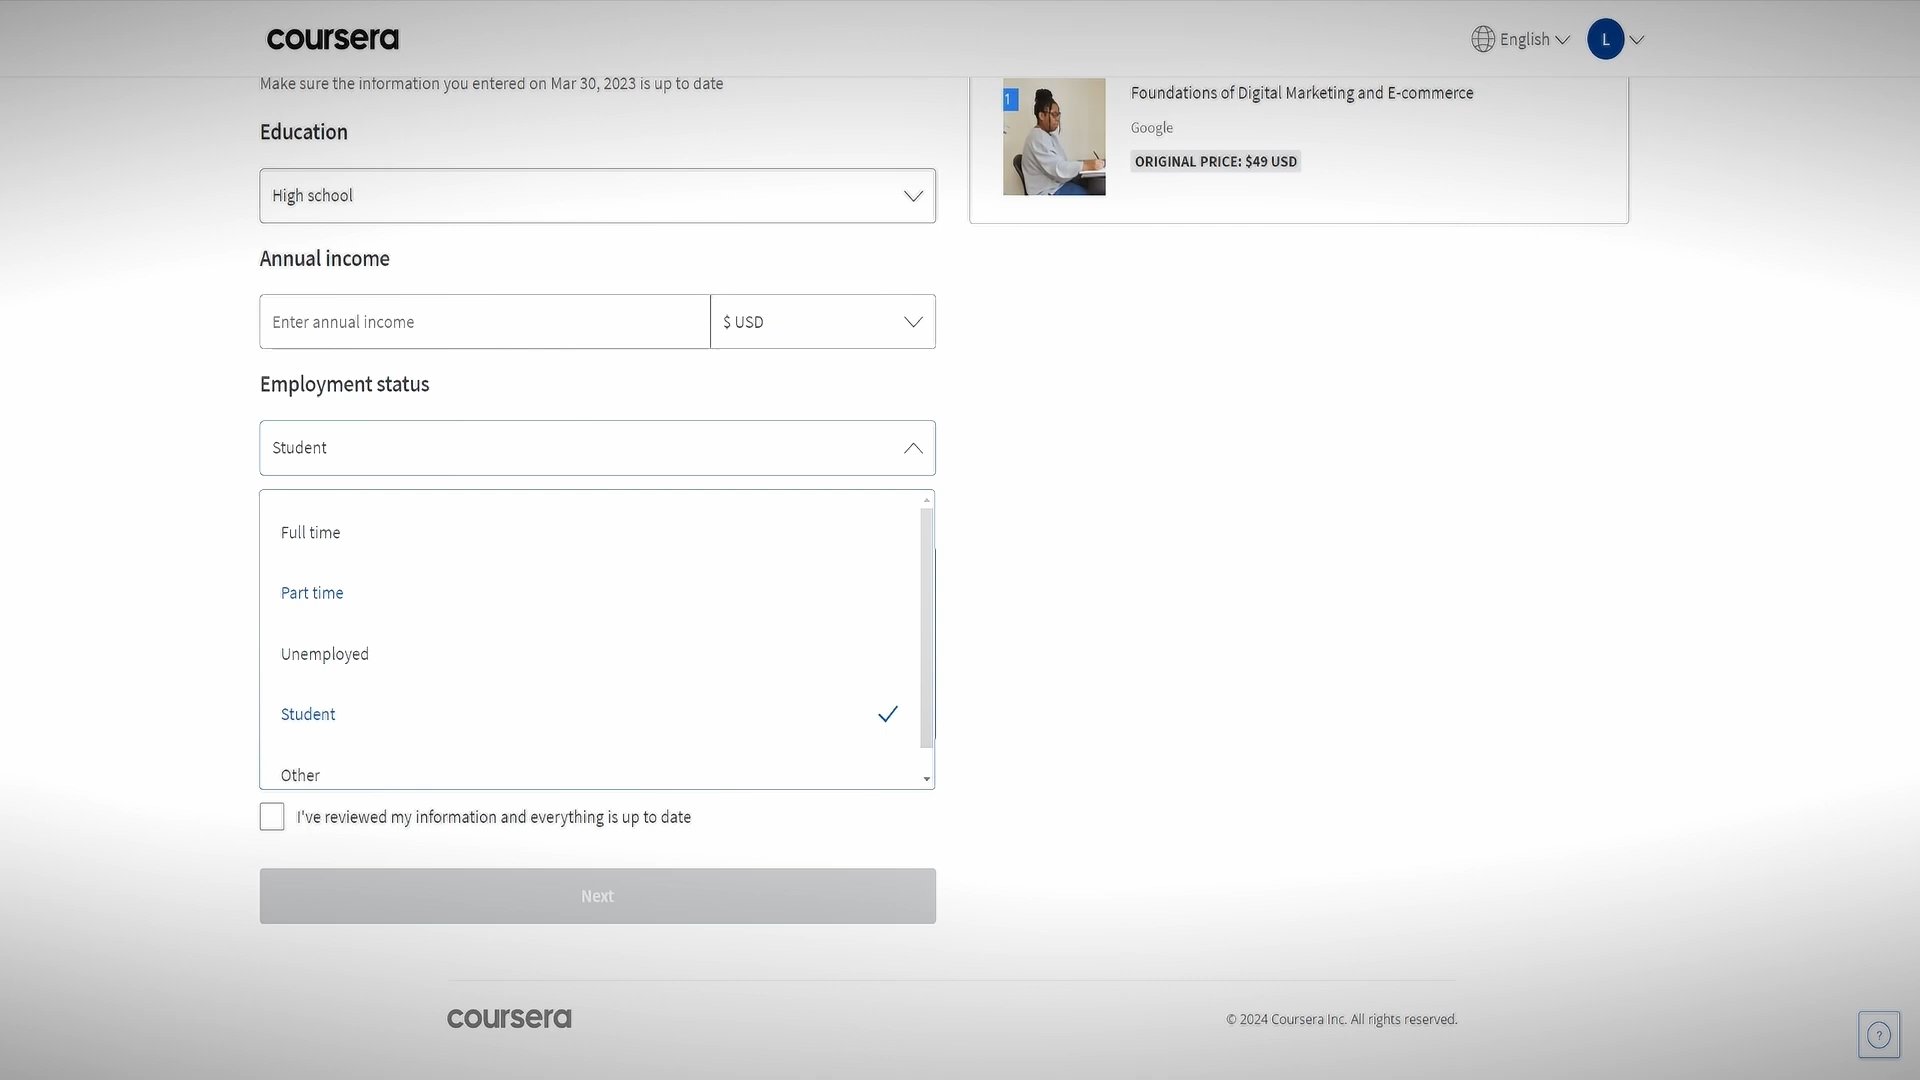 coursera
English
L
Make sure the information you entered on Mar 30, 2023 is up to date
Education
High school
Annual income
Enter annual income
$ USD
Employment status
Student
Full time
Part time
Unemployed
Student
Other
I've reviewed my information and everything is up to date
Next
1
Foundations of Digital Marketing and E-commerce
Google
ORIGINAL PRICE: $49 USD
coursera
© 2024 Coursera Inc. All rights reserved.
?